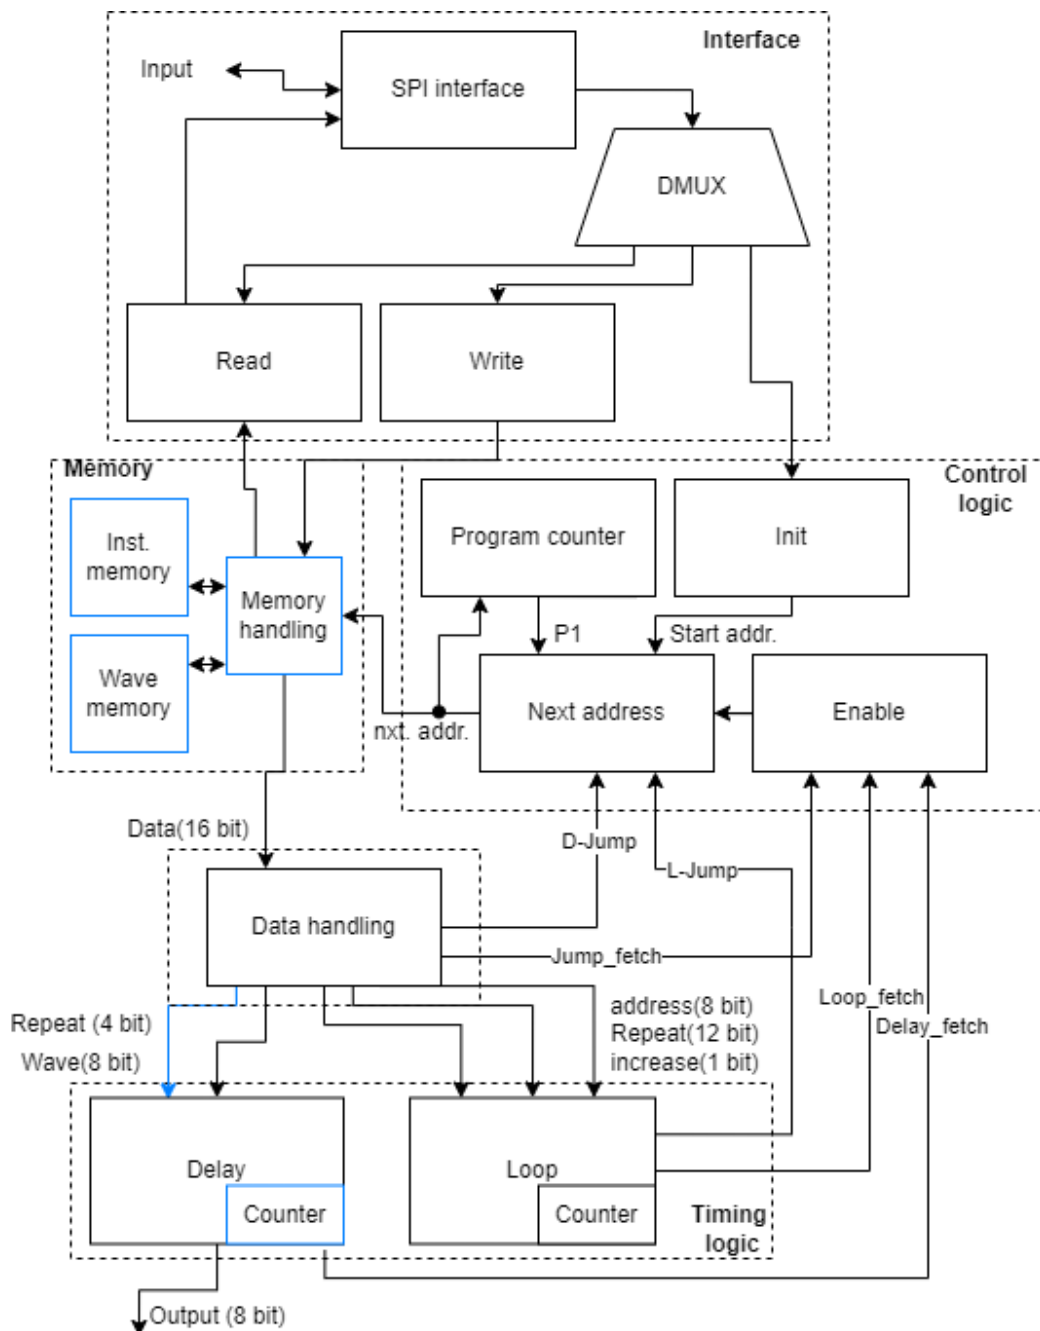 Interface
Input
SPI interface
DMUX
Read
Write
Memory
Control
logic
Inst.
memory
Memory
handling
Wave
memory
Program counter
Init
P1
Start addr.
Next address
Enable
nxt. addr.
Data(16 bit)
D-Jump
L-Jump
Data handling
Jump_fetch
Loop_fetch
Delay_fetch
Repeat (4 bit)
Wave(8 bit)
address(8 bit)
Repeat(12 bit)
increase(1 bit)
Delay
Counter
Loop
Counter
Timing
logic
Output (8 bit)